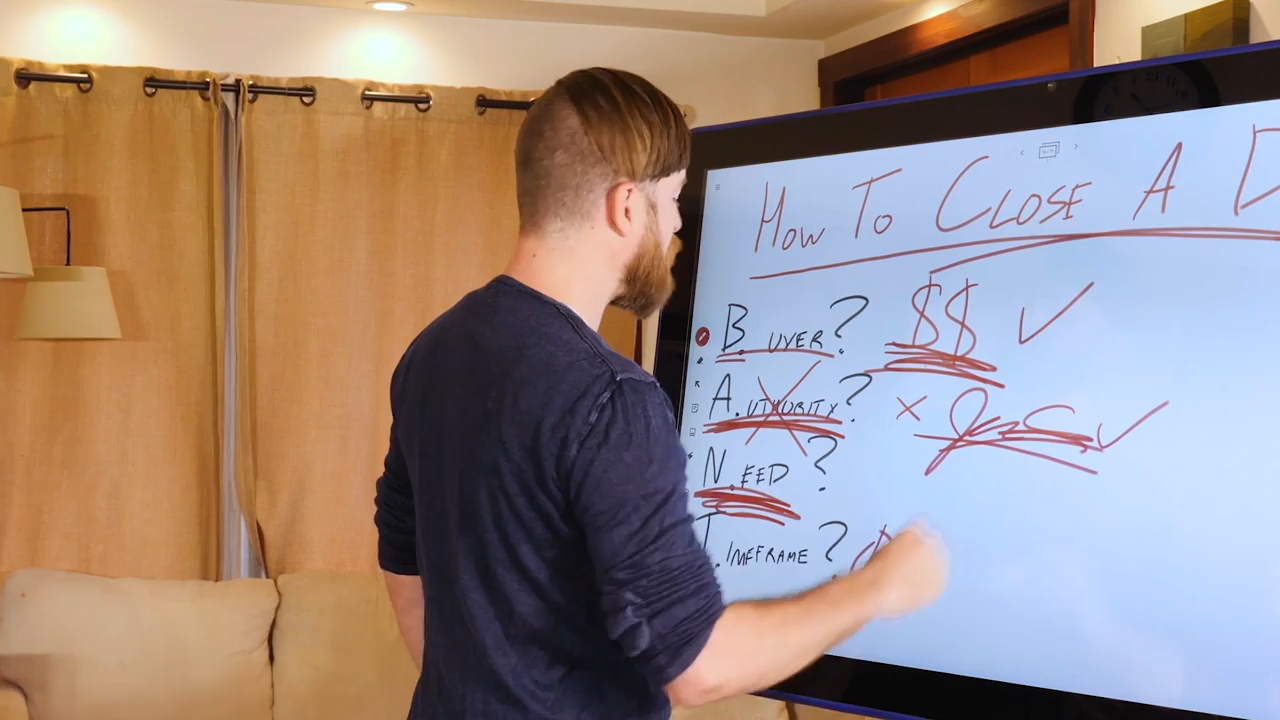 HOW TO CLOSE A D
B. UYER? $$ ✓
A. UTHORITY? ×
N. EED ?
T. IMEFRAME ?